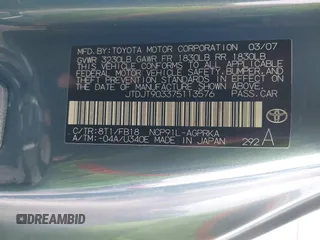 MFD. BY: TOYOTA MOTOR CORPORATION 03/07
GVWR 3230LB GAWR FR 1830LB RR 1830LB
THIS VEHICLE CONFORMS TO ALL APPLICABLE
FEDERAL MOTOR VEHICLE SAFETY, BUMPER, AND
THEFT PREVENTION STANDARDS IN EFFECT ON THE
DATE OF MANUFACTURE SHOWN ABOVE.
JTDJT903375113576 PASS. CAR
C/TR: 8T1/FB18 NCP91L-AGPRKA
A/TM: -04A/U340E MADE IN JAPAN
292 A
DREAMBID